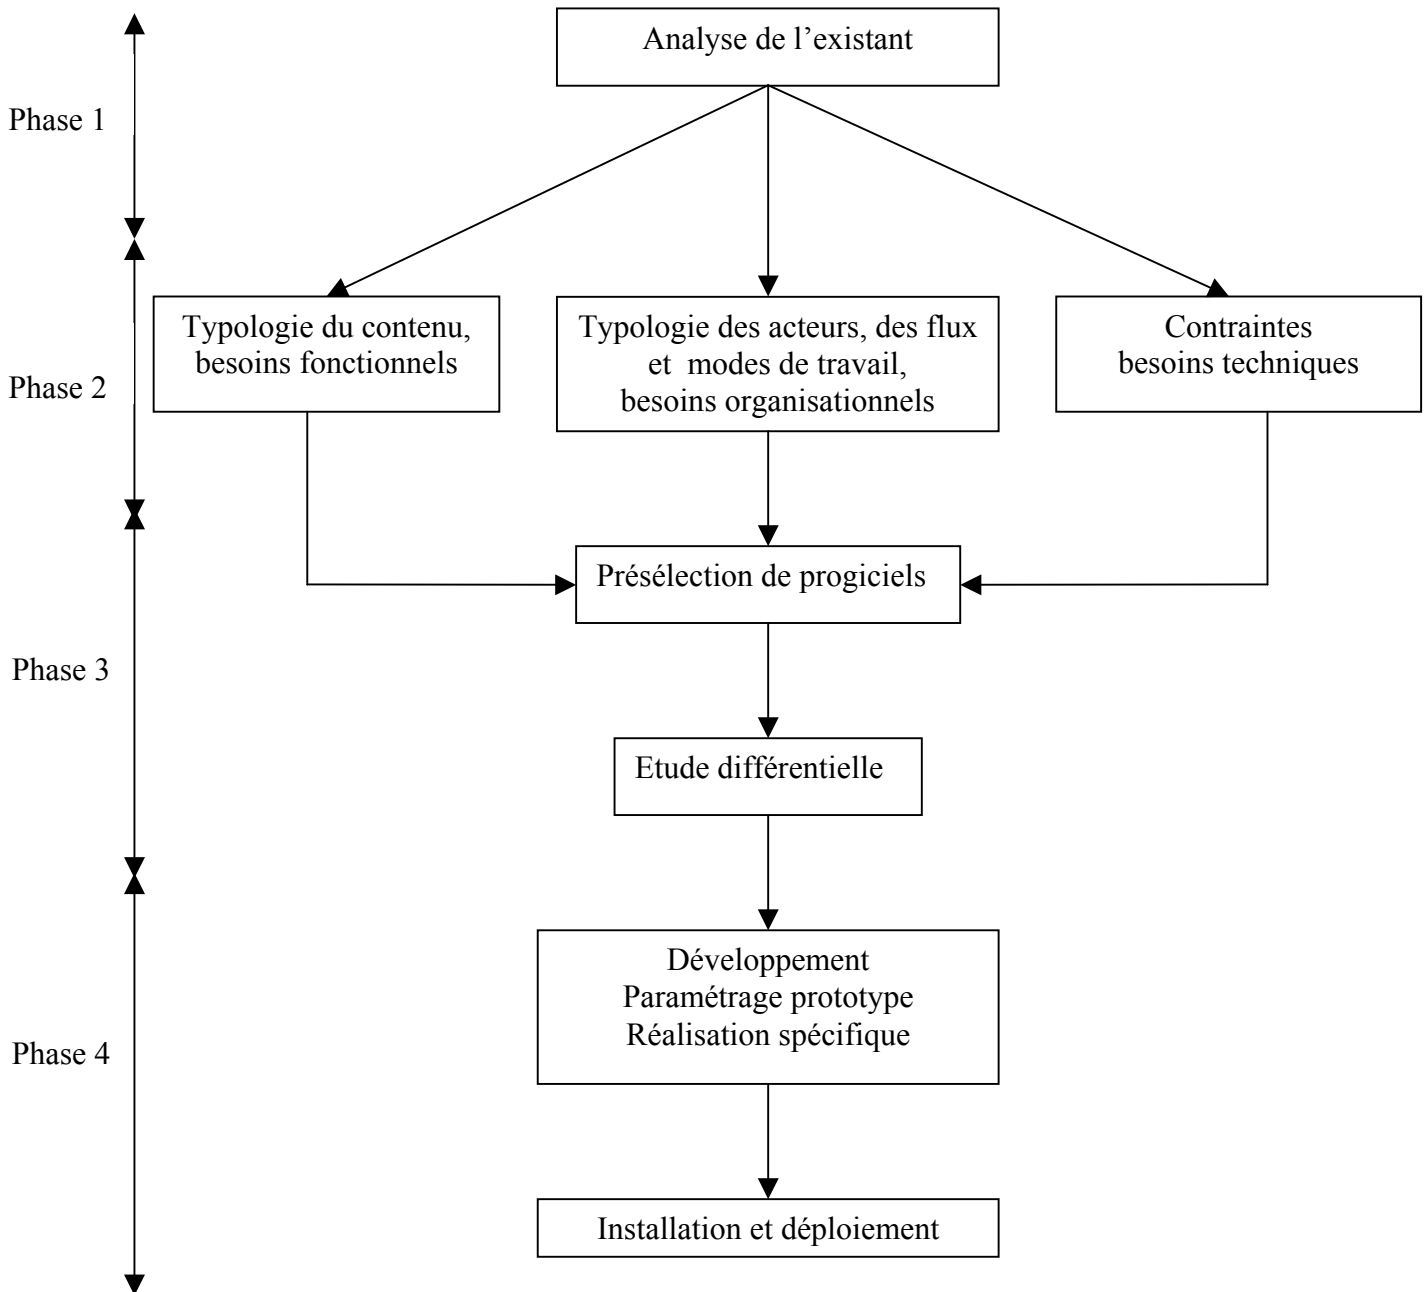 Analyse de l’existant
Phase 1
Typologie du contenu,
besoins fonctionnels
Typologie des acteurs, des flux
et modes de travail,
besoins organisationnels
Contraintes
besoins techniques
Phase 2
Présélection de progiciels
Phase 3
Etude différentielle
Développement
Paramétrage prototype
Réalisation spécifique
Phase 4
Installation et déploiement